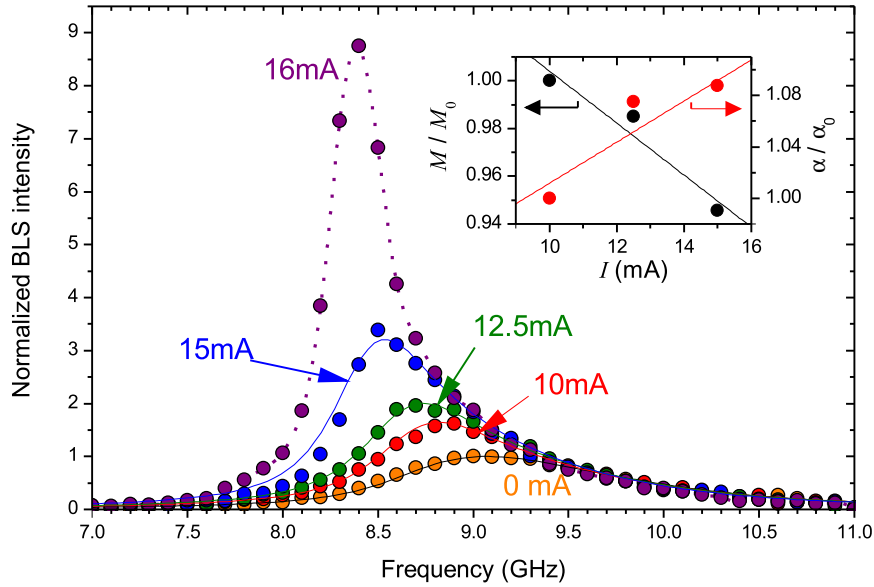 9
8
7
6
5
4
3
2
1
0
Normalized BLS intensity
16mA
15mA
12.5mA
10mA
0 mA
7.0 7.5 8.0 8.5 9.0 9.5 10.0 10.5 11.0
Frequency (GHz)
1.00
0.98
0.96
0.94
M / M₀
1.08
1.04
1.00
α / α₀
10 12 14 16
I (mA)